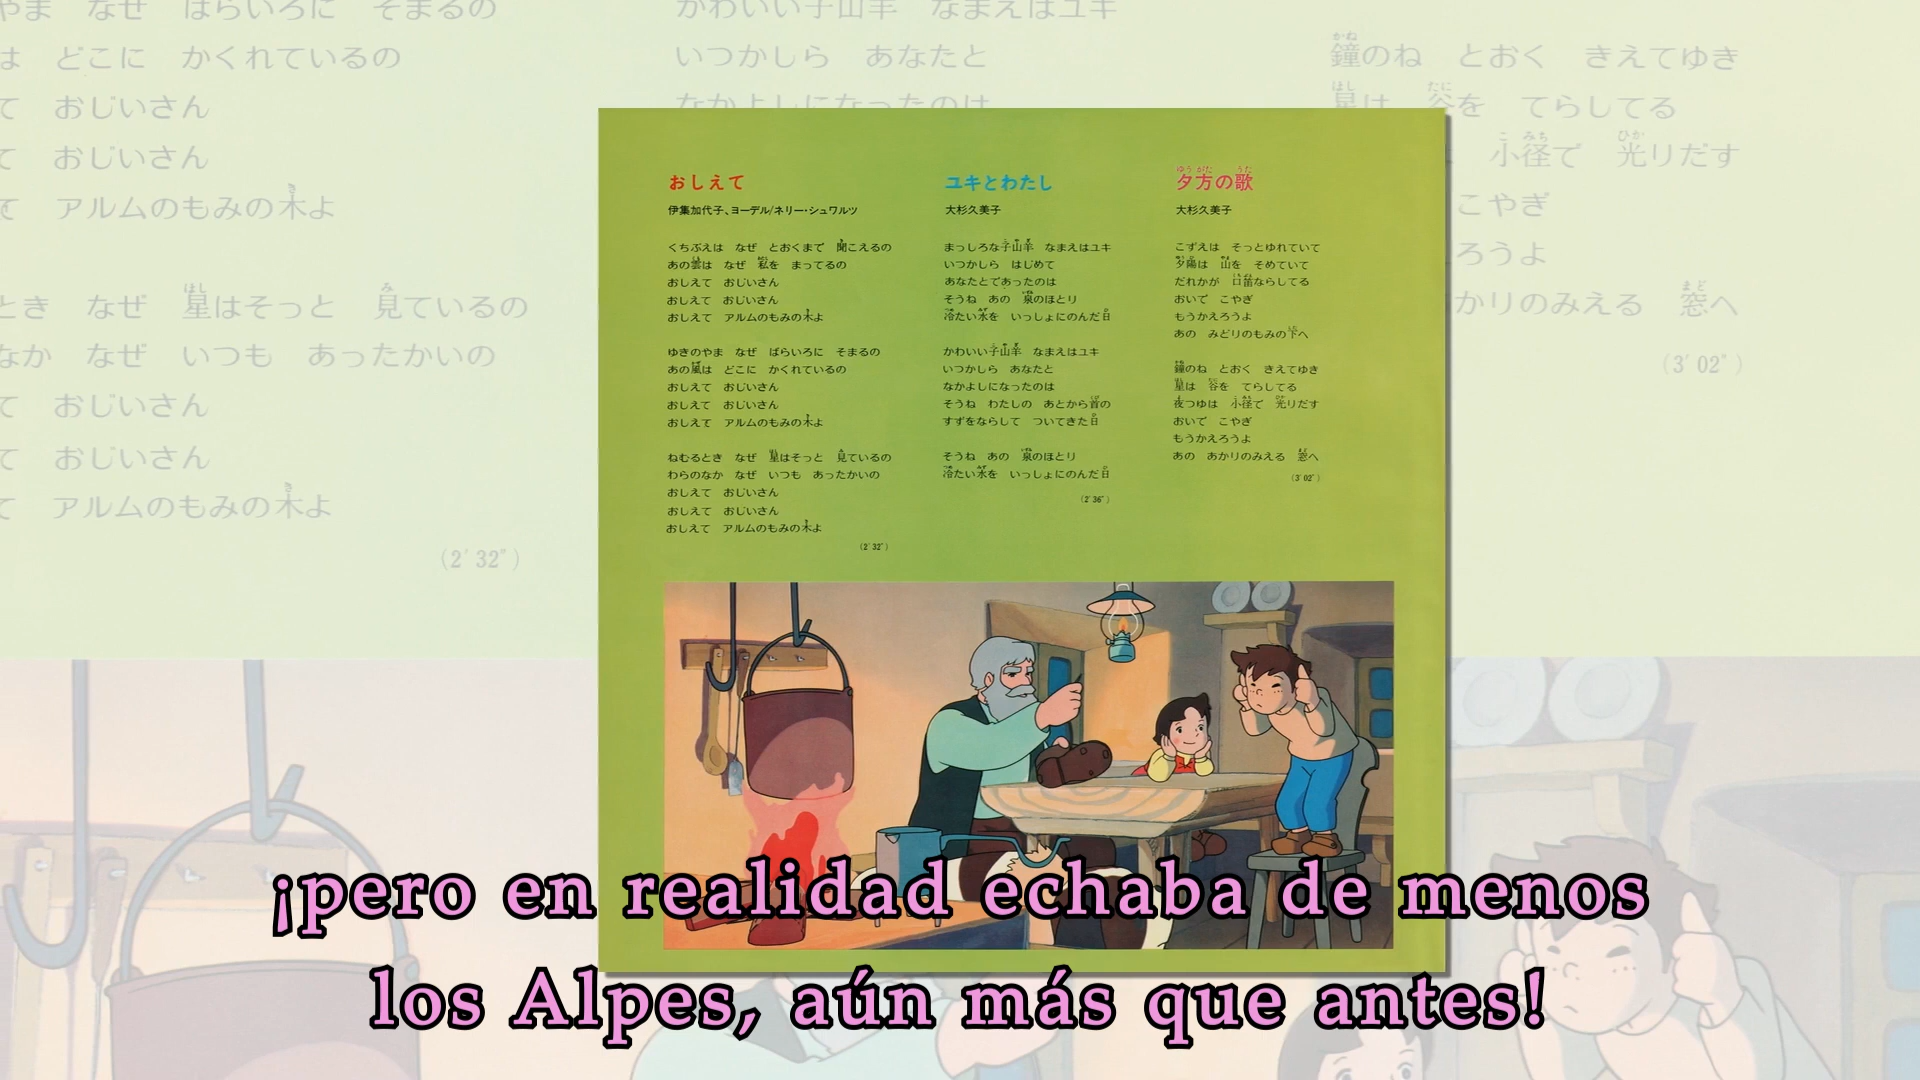 おしえて
伊集加代子、ヨーデル/ネリー・シュワルツ
くちぶえは なぜ とおくまで 聞こえるの
あの雲は なぜ 私を まってるの
おしえて おじいさん
おしえて おじいさん
おしえて アルムのもみの木よ
ゆきのやま なぜ ばらいろに そまるの
あの風は どこに かくれているの
おしえて おじいさん
おしえて おじいさん
おしえて アルムのもみの木よ
ねむるとき なぜ 星はそっと 見ているの
わらのなか なぜ いつも あったかいの
おしえて おじいさん
おしえて おじいさん
おしえて アルムのもみの木よ
(2′32″)
ユキとわたし
大杉久美子
まっしろな子山羊 なまえはユキ
いつかしら はじめて
あなたとであったのは
そうね あの 泉のほとり
冷たい水を いっしょにのんだ日
かわいい子山羊 なまえはユキ
いつかしら あなたと
なかよしになったのは
そうね わたしの あとから首の
すずをならして ついてきた日
そうね あの 泉のほとり
冷たい水を いっしょにのんだ日
(2′36″)
夕方の歌
大杉久美子
こずえは そっとゆれていて
夕陽は 山を そめていて
だれかが 口笛ならしてる
おいで こやぎ
もうかえろうよ
あの みどりのもみの下へ
鐘のね とおく きえてゆき
星は 谷を てらしてる
夜つゆは 小径で 光りだす
おいで こやぎ
もうかえろうよ
あの あかりのみえる 窓へ
(3′02″)
¡pero en realidad echaba de menos
los Alpes, aún más que antes!